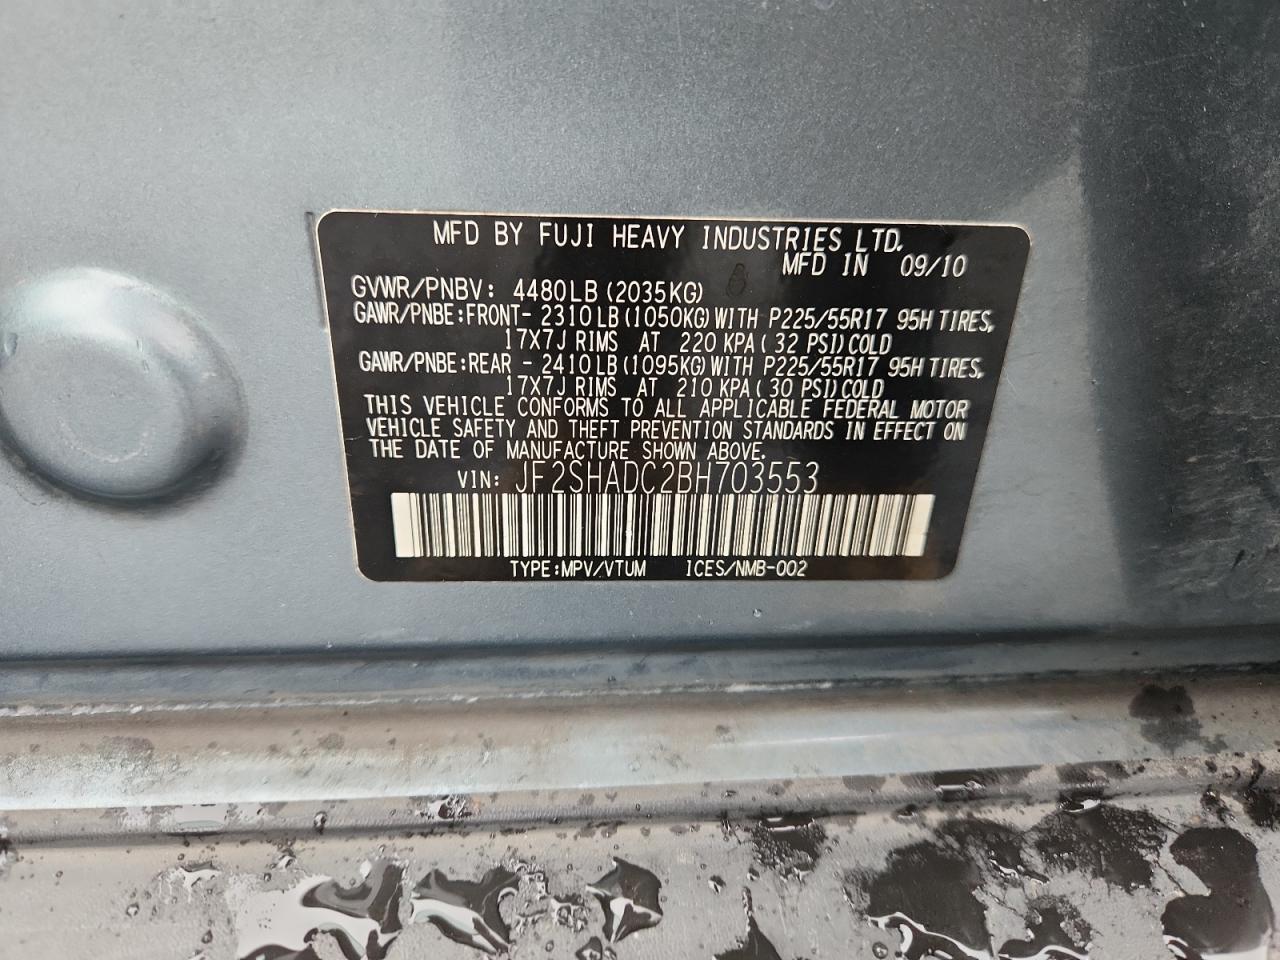 MFD BY FUJI HEAVY INDUSTRIES LTD.
MFD IN 09/10
GVWR/PNBV: 4480LB (2035KG)
GAWR/PNBE:FRONT- 2310LB(1050KG)WITH P225/55R17 95H TIRES,
17X7J RIMS AT 220 KPA( 32 PSI)COLD
GAWR/PNBE:REAR - 2410LB(1095KG)WITH P225/55R17 95H TIRES,
17X7J RIMS AT 210 KPA( 30 PSI)COLD
THIS VEHICLE CONFORMS TO ALL APPLICABLE FEDERAL MOTOR
VEHICLE SAFETY AND THEFT PREVENTION STANDARDS IN EFFECT ON
THE DATE OF MANUFACTURE SHOWN ABOVE.
VIN: JF2SHADC2BH703553
TYPE:MPV/VTUM ICES/NMB-002